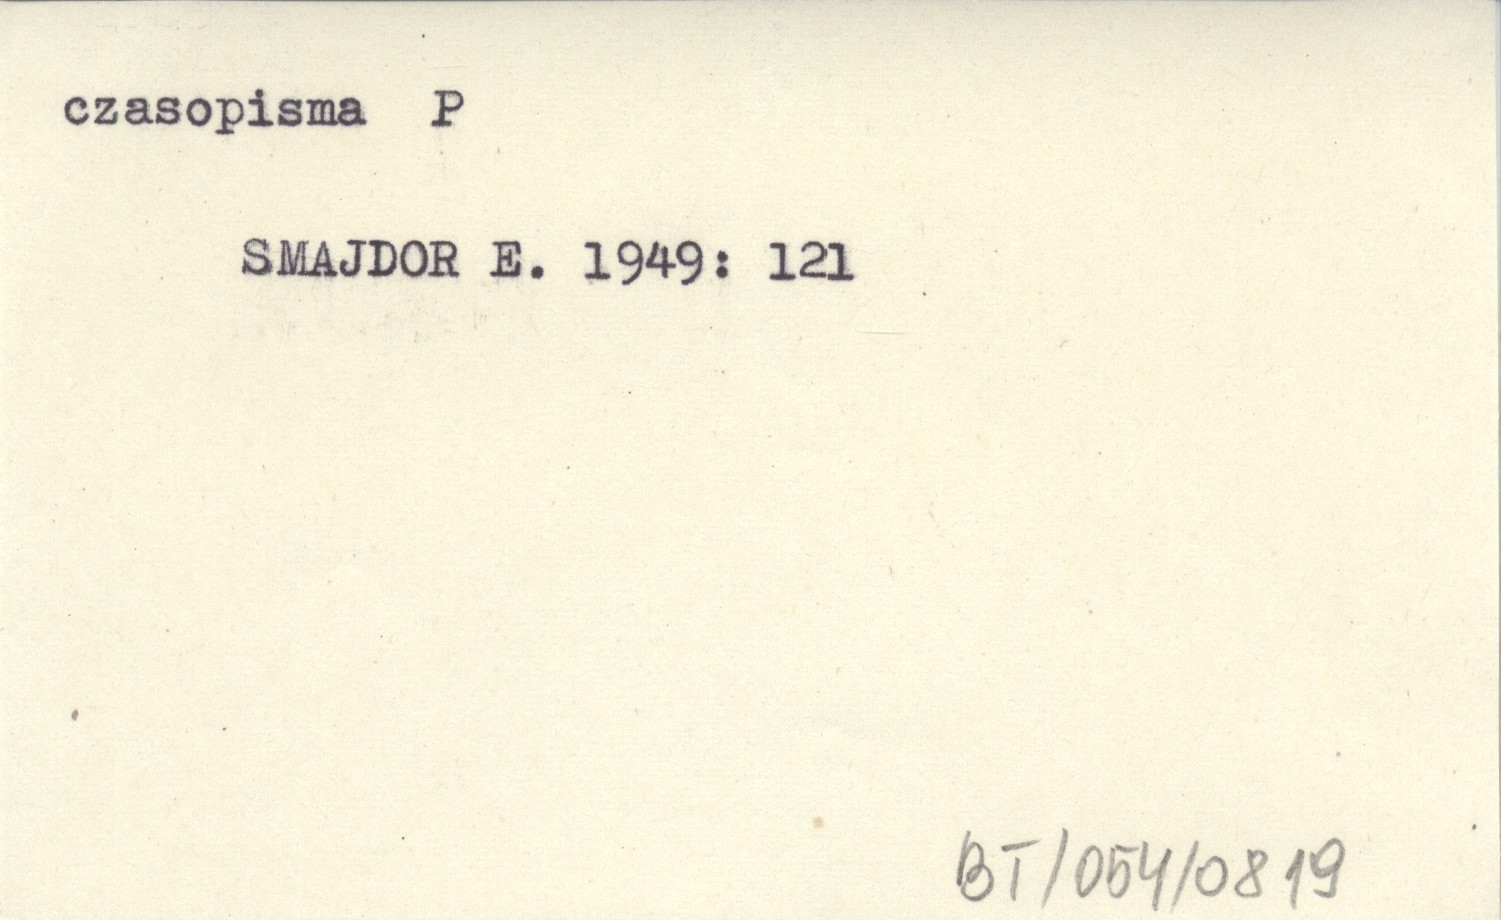 czasopisma P
SMAJDOR E. 1949: 121
BT/054/0819